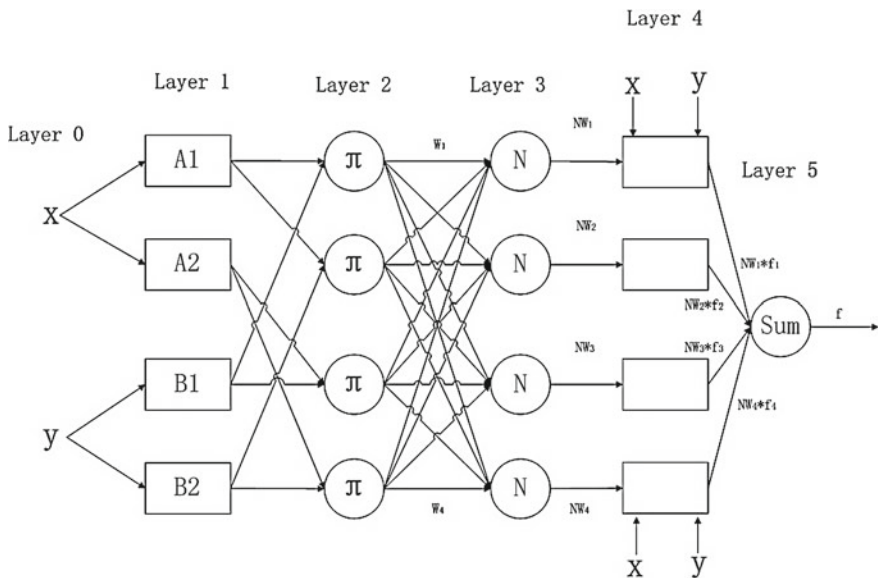 Layer 4
x y
Layer 1 Layer 2 Layer 3
Layer 0
Layer 5
A1 π W₁ N NW₁
x
A2 π N NW₂
NW₁*f₁
NW₂*f₂
Sum f
NW₃*f₃
B1 π N NW₃
NW₄*f₄
y
B2 π W₄ N NW₄
x y